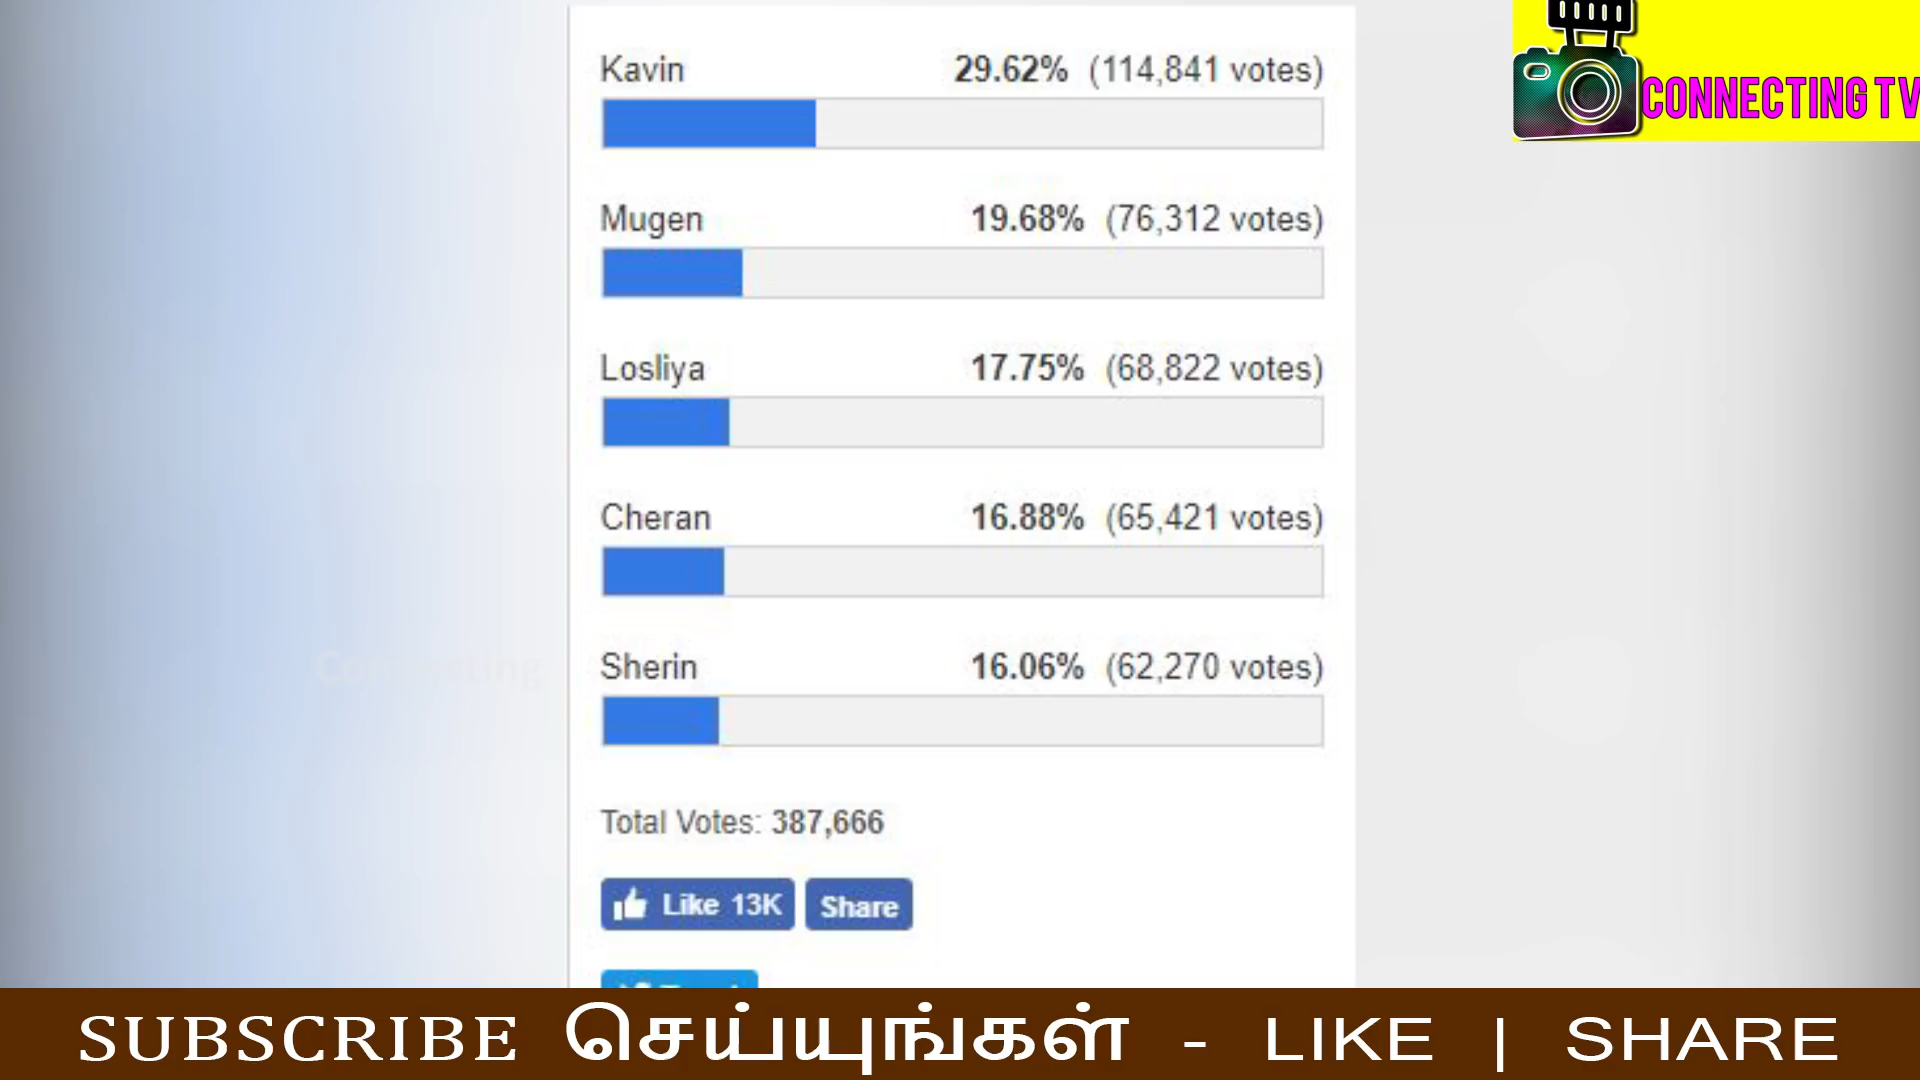 CONNECTING TV
Kavin 29.62% (114,841 votes)
Mugen 19.68% (76,312 votes)
Losliya 17.75% (68,822 votes)
Cheran 16.88% (65,421 votes)
Connecting
Sherin 16.06% (62,270 votes)
Total Votes: 387,666
Like 13K Share
SUBSCRIBE செய்யுங்கள் - LIKE | SHARE